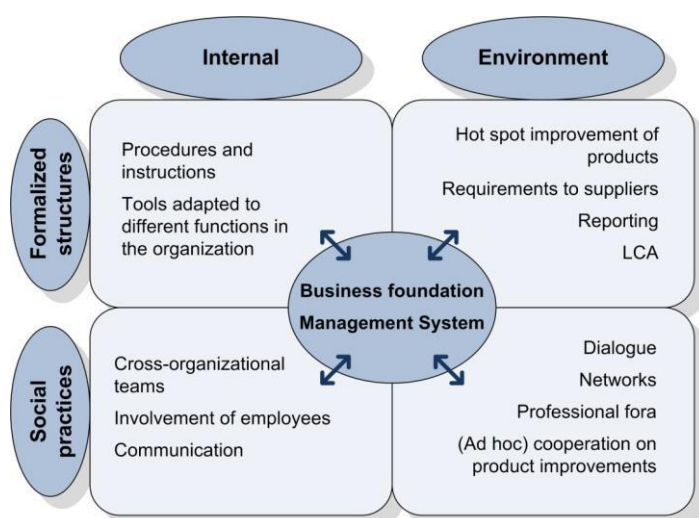 Internal
Environment
Formalized
structures
Procedures and
instructions
Tools adapted to
different functions in
the organization
Hot spot improvement of
products
Requirements to suppliers
Reporting
LCA
Business foundation
Management System
Social
practices
Cross-organizational
teams
Involvement of employees
Communication
Dialogue
Networks
Professional fora
(Ad hoc) cooperation on
product improvements